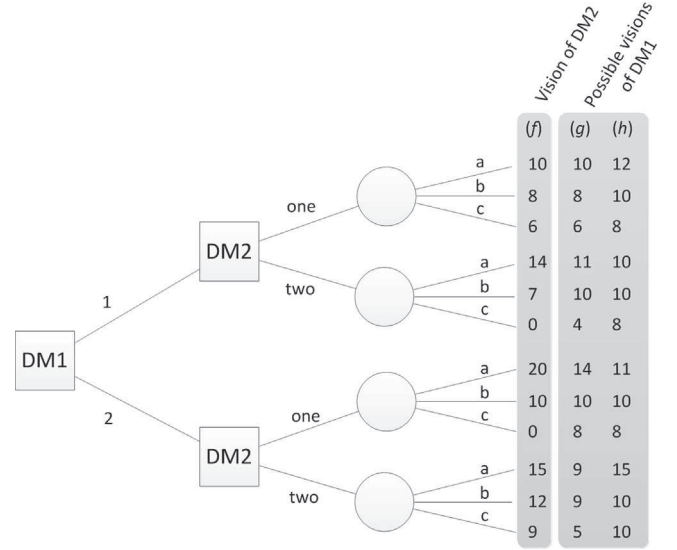 Vision of DM2
Possible visions
of DM1
(f) (g) (h)
a 10 10 12
one b 8 8 10
c 6 6 8
DM2
a 14 11 10
two b 7 10 10
c 0 4 8
1
DM1
2
a 20 14 11
one b 10 10 10
c 0 8 8
DM2
a 15 9 15
two b 12 9 10
c 9 5 10